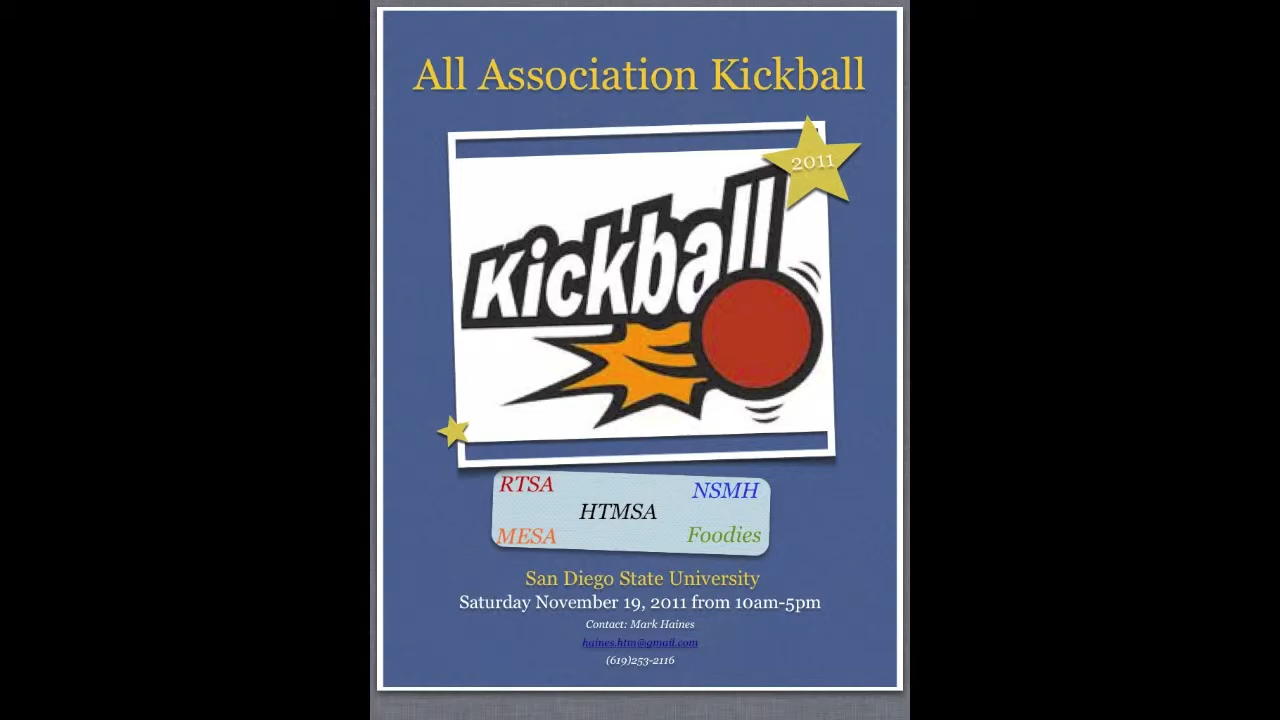 All Association Kickball
2011
Kickball
RTSA
NSMH
HTMSA
MESA
Foodies
San Diego State University
Saturday November 19, 2011 from 10am-5pm
Contact: Mark Haines
haines.htm@gmail.com
(619)253-2116